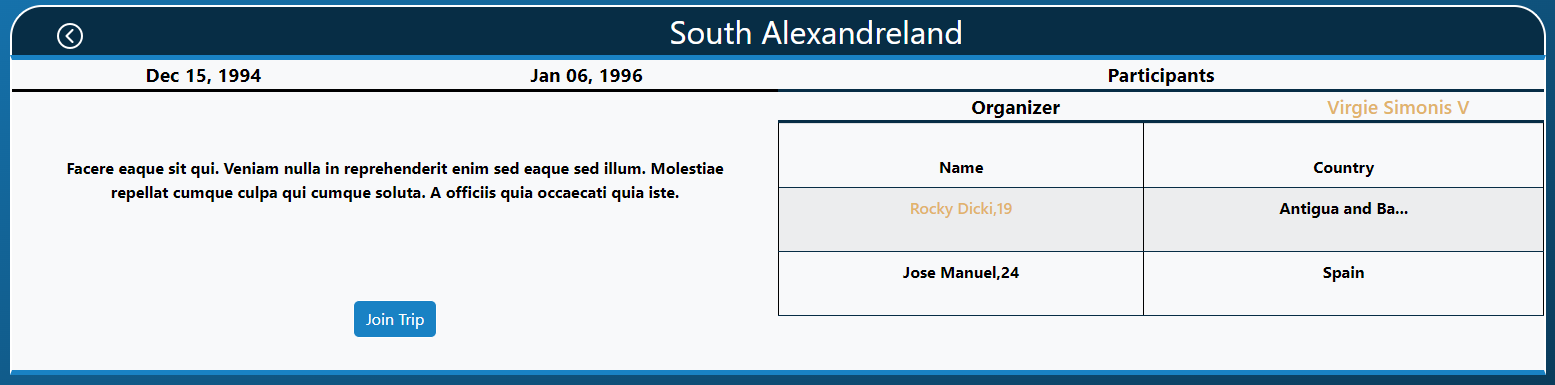 South Alexandreland
Dec 15, 1994 Jan 06, 1996 Participants
Organizer Virgie Simonis V
Facere eaque sit qui. Veniam nulla in reprehenderit enim sed eaque sed illum. Molestiae
repellat cumque culpa qui cumque soluta. A officiis quia occaecati quia iste.
Name Country
Rocky Dicki,19 Antigua and Ba...
Jose Manuel,24 Spain
Join Trip